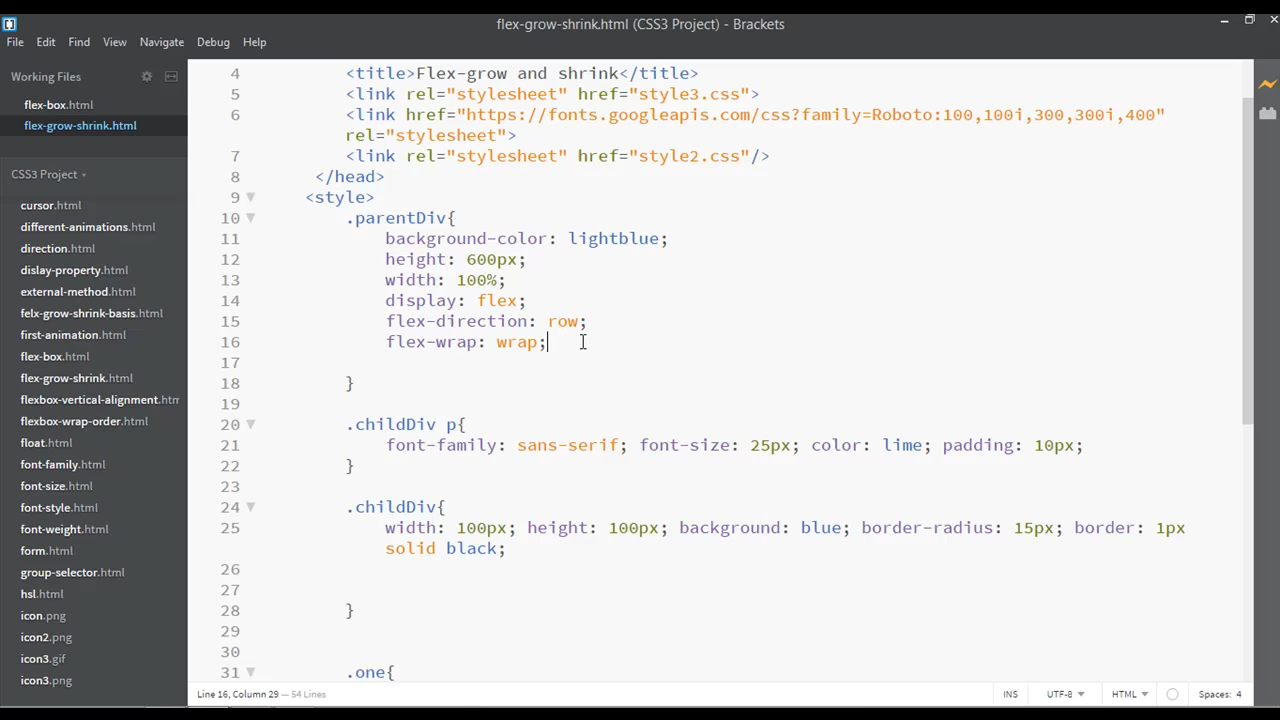 flex-grow-shrink.html (CSS3 Project) - Brackets
File Edit Find View Navigate Debug Help
Working Files
flex-box.html
flex-grow-shrink.html
CSS3 Project
cursor.html
different-animations.html
direction.html
dislay-property.html
external-method.html
felx-grow-shrink-basis.html
first-animation.html
flex-box.html
flex-grow-shrink.html
flexbox-vertical-alignment.htm
flexbox-wrap-order.html
float.html
font-family.html
font-size.html
font-style.html
font-weight.html
form.html
group-selector.html
hsl.html
icon.png
icon2.png
icon3.gif
icon3.png
4 <title>Flex-grow and shrink</title>
5 <link rel="stylesheet" href="style3.css">
6 <link href="https://fonts.googleapis.com/css?family=Roboto:100,100i,300,300i,400"
rel="stylesheet">
7 <link rel="stylesheet" href="style2.css"/>
8 </head>
9 <style>
10 .parentDiv{
11 background-color: lightblue;
12 height: 600px;
13 width: 100%;
14 display: flex;
15 flex-direction: row;
16 flex-wrap: wrap;
17
18 }
19
20 .childDiv p{
21 font-family: sans-serif; font-size: 25px; color: lime; padding: 10px;
22 }
23
24 .childDiv{
25 width: 100px; height: 100px; background: blue; border-radius: 15px; border: 1px
solid black;
26
27
28 }
29
30
31 .one{
Line 16, Column 29 — 54 Lines
INS UTF-8 HTML Spaces: 4